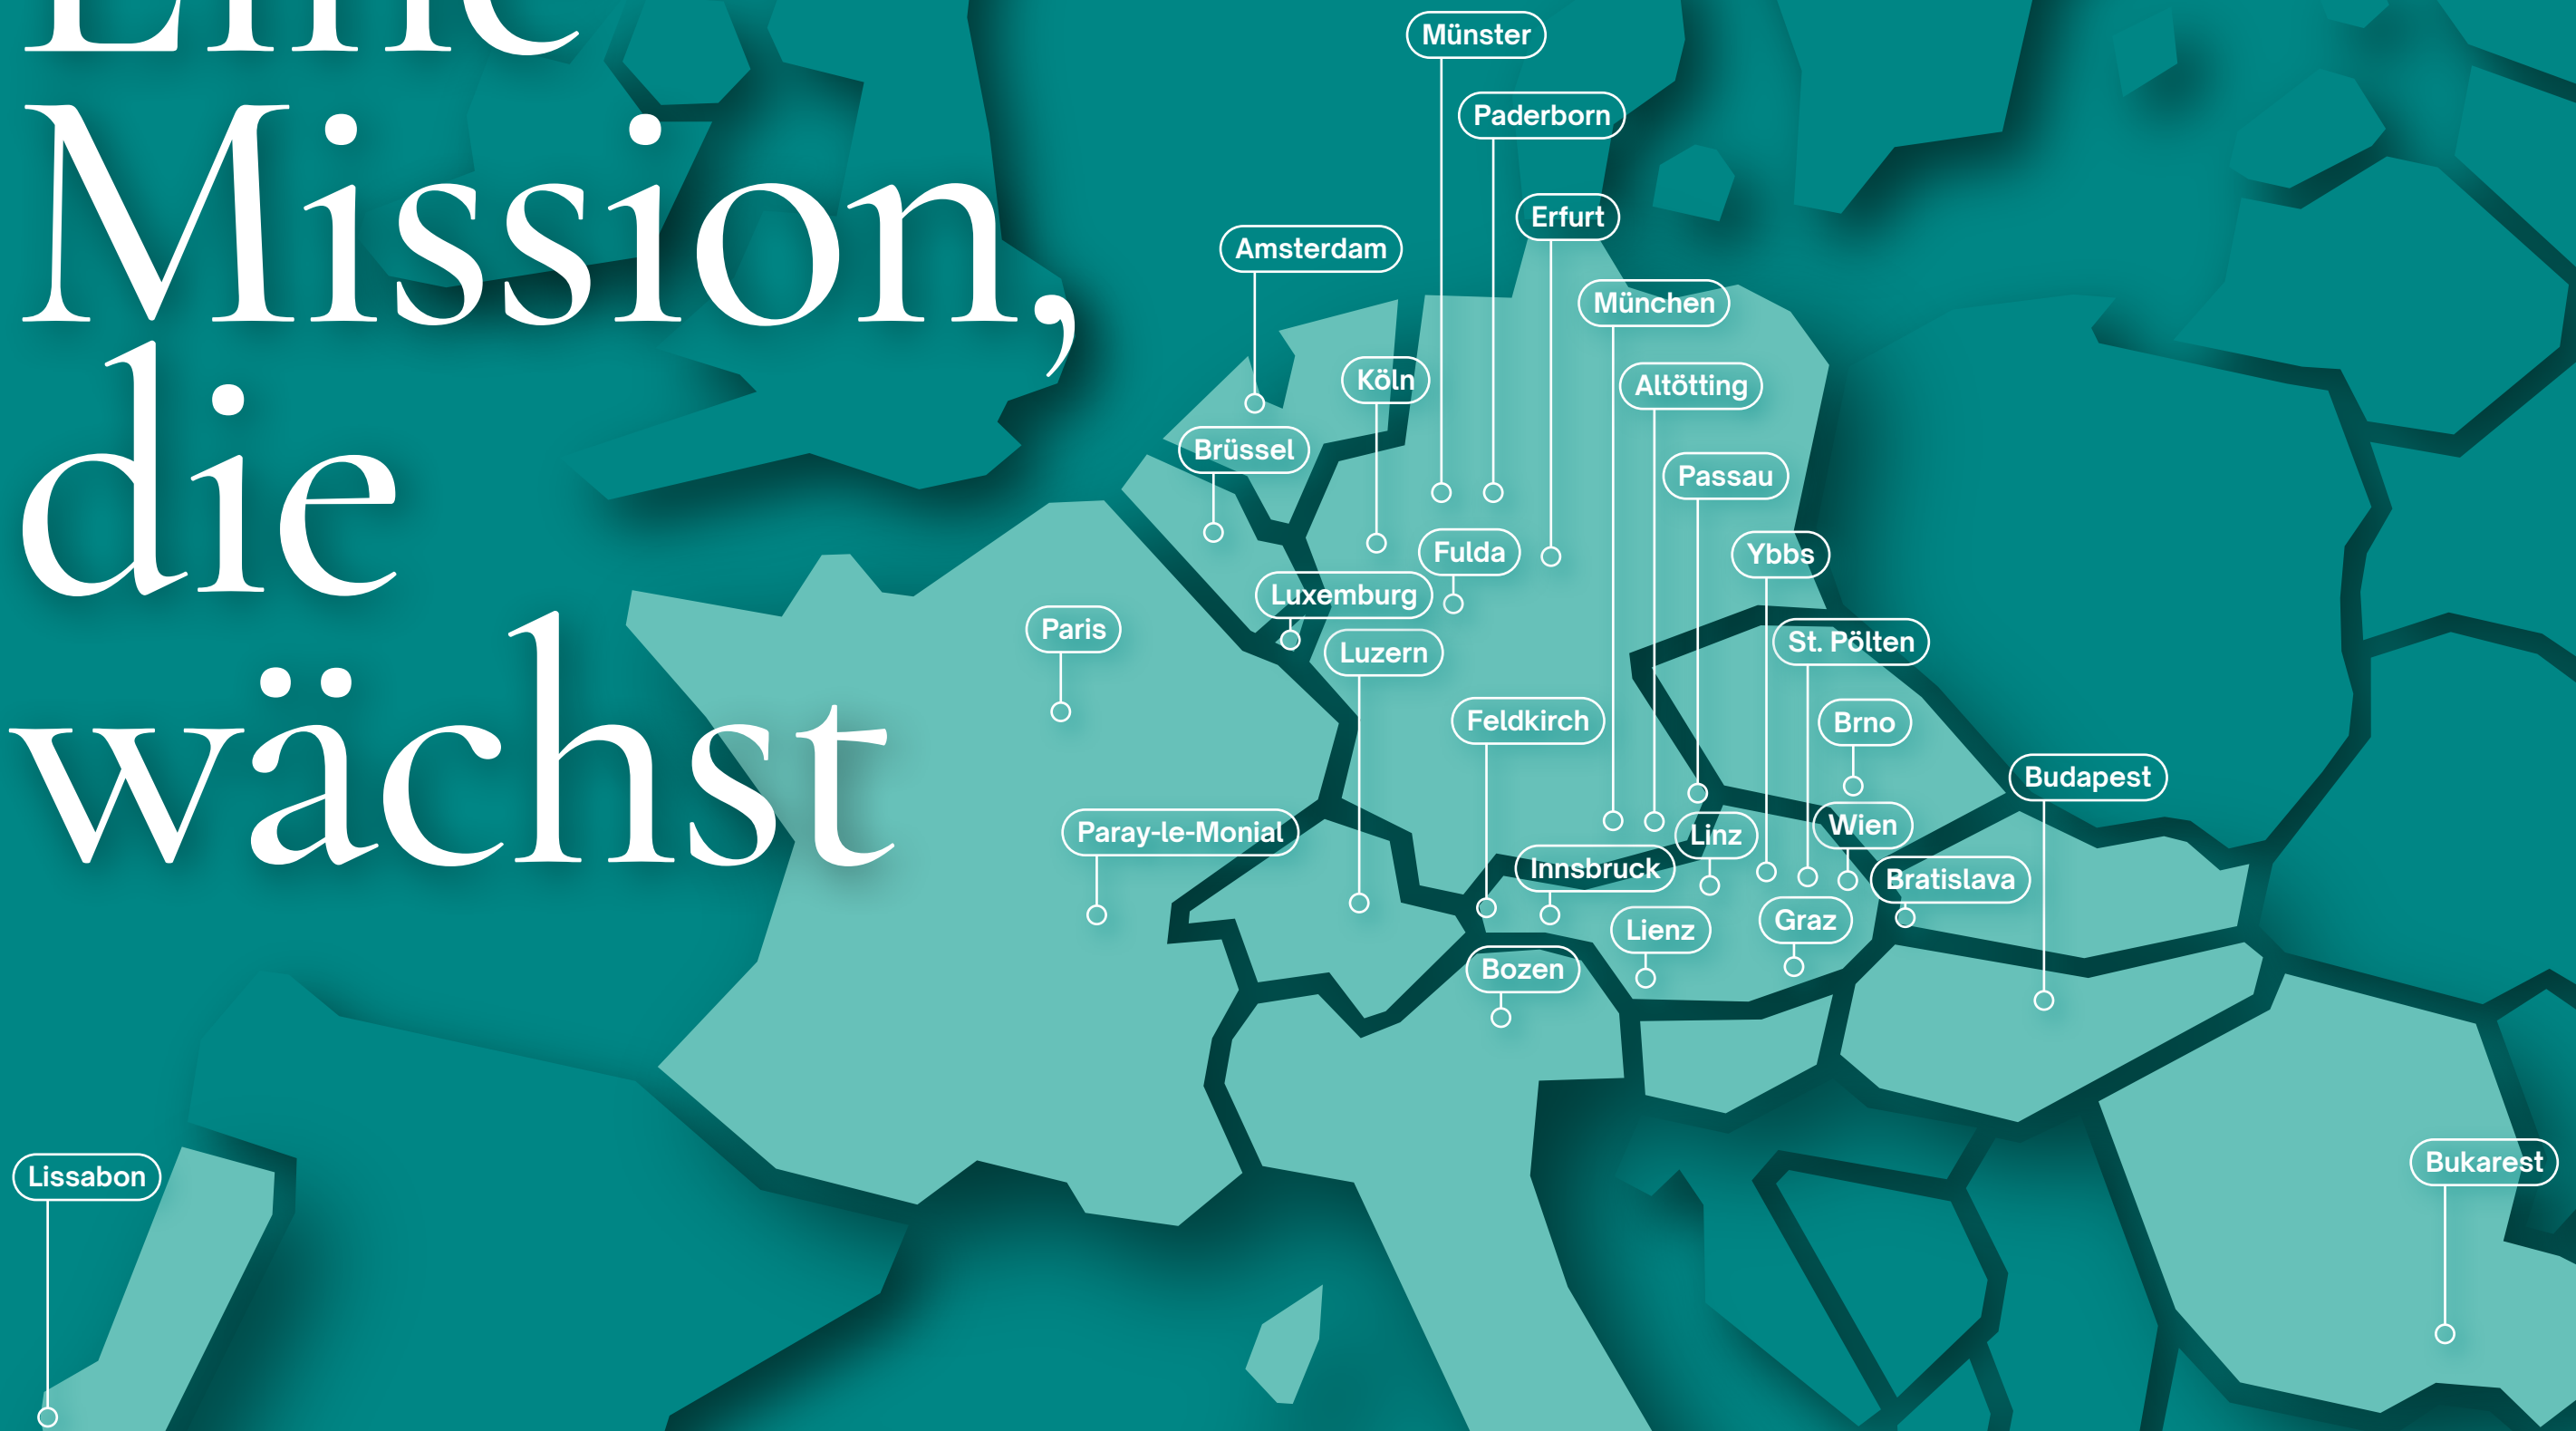 Eine
Mission,
die
wächst
Münster
Paderborn
Erfurt
Amsterdam
München
Köln
Altötting
Brüssel
Passau
Fulda
Ybbs
Luxemburg
Paris
St. Pölten
Luzern
Feldkirch
Brno
Budapest
Paray-le-Monial
Linz
Wien
Innsbruck
Bratislava
Lienz
Graz
Bozen
Lissabon
Bukarest